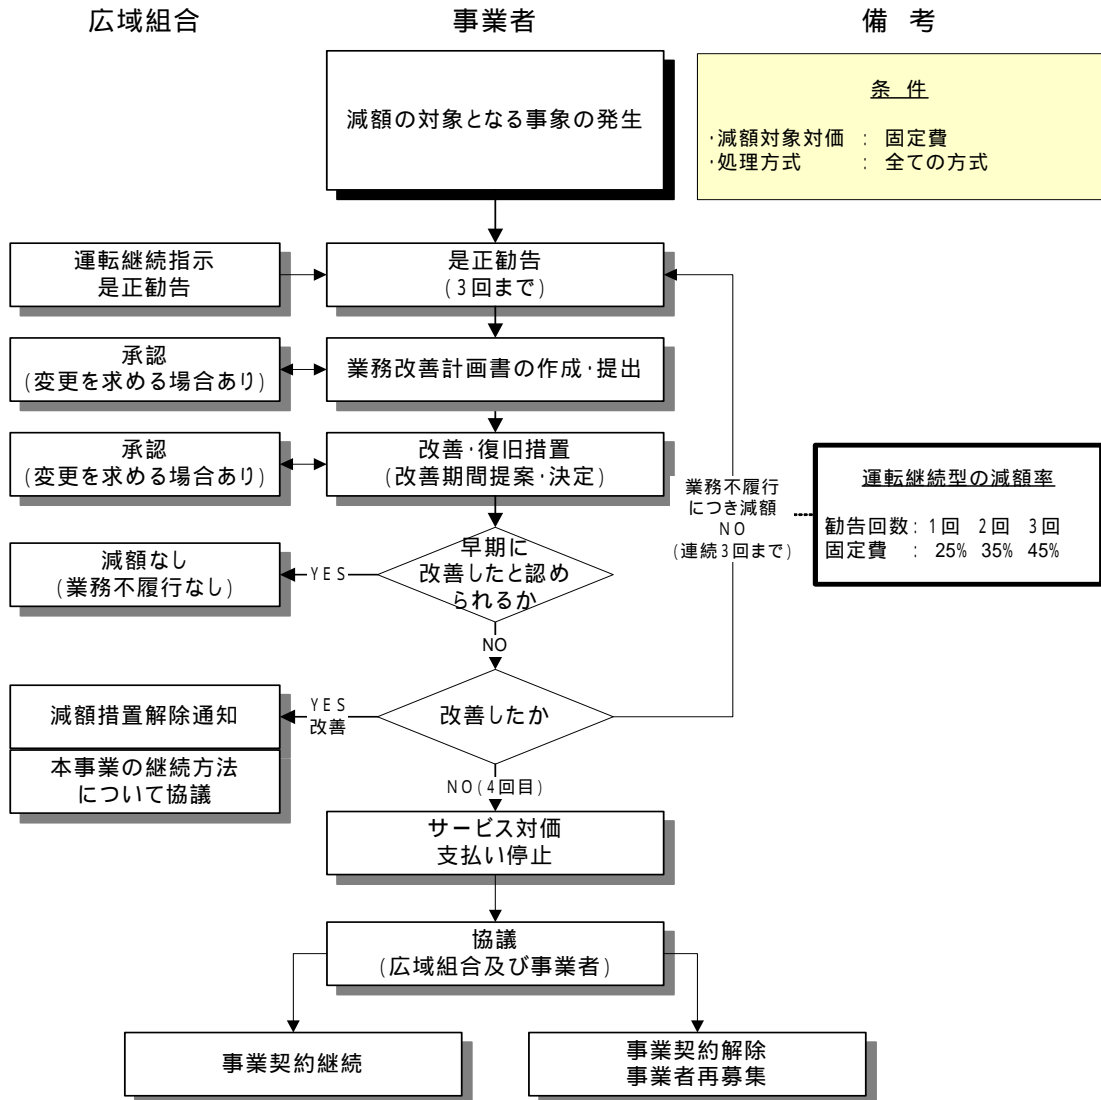 広域組合
事業者
備 考
減額の対象となる事象の発生
条 件
・減額対象対価 : 固定費
・処理方式 : 全ての方式
運転継続指示
是正勧告
是正勧告
(3回まで)
承認
(変更を求める場合あり)
業務改善計画書の作成・提出
承認
(変更を求める場合あり)
改善・復旧措置
(改善期間提案・決定)
業務不履行
につき減額
NO
(連続3回まで)
運転継続型の減額率
勧告回数: 1回 2回 3回
固定費 : 25% 35% 45%
減額なし
(業務不履行なし)
YES
早期に
改善したと認め
られるか
NO
減額措置解除通知
YES
改善
改善したか
本事業の継続方法
について協議
NO(4回目)
サービス対価
支払い停止
協議
(広域組合及び事業者)
事業契約継続
事業契約解除
事業者再募集